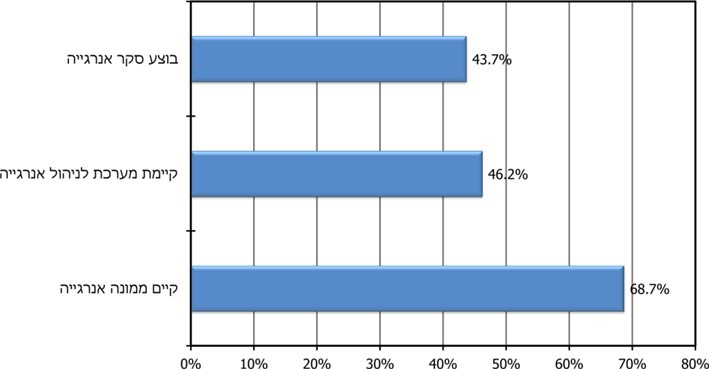 בוצע סקר אנרגייה
43.7%
קיימת מערכת לניהול אנרגייה
46.2%
קיים ממונה אנרגייה
68.7%
0% 10% 20% 30% 40% 50% 60% 70% 80%